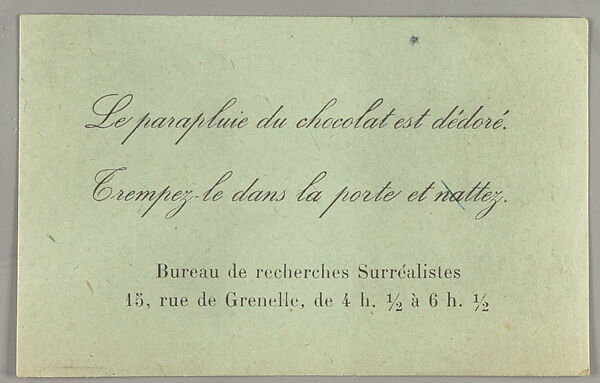 Le parapluie du chocolat est dédoré.
Trempez-le dans la porte et nattez.
Bureau de recherches Surréalistes
15, rue de Grenelle, de 4 h. ½ à 6 h. ½